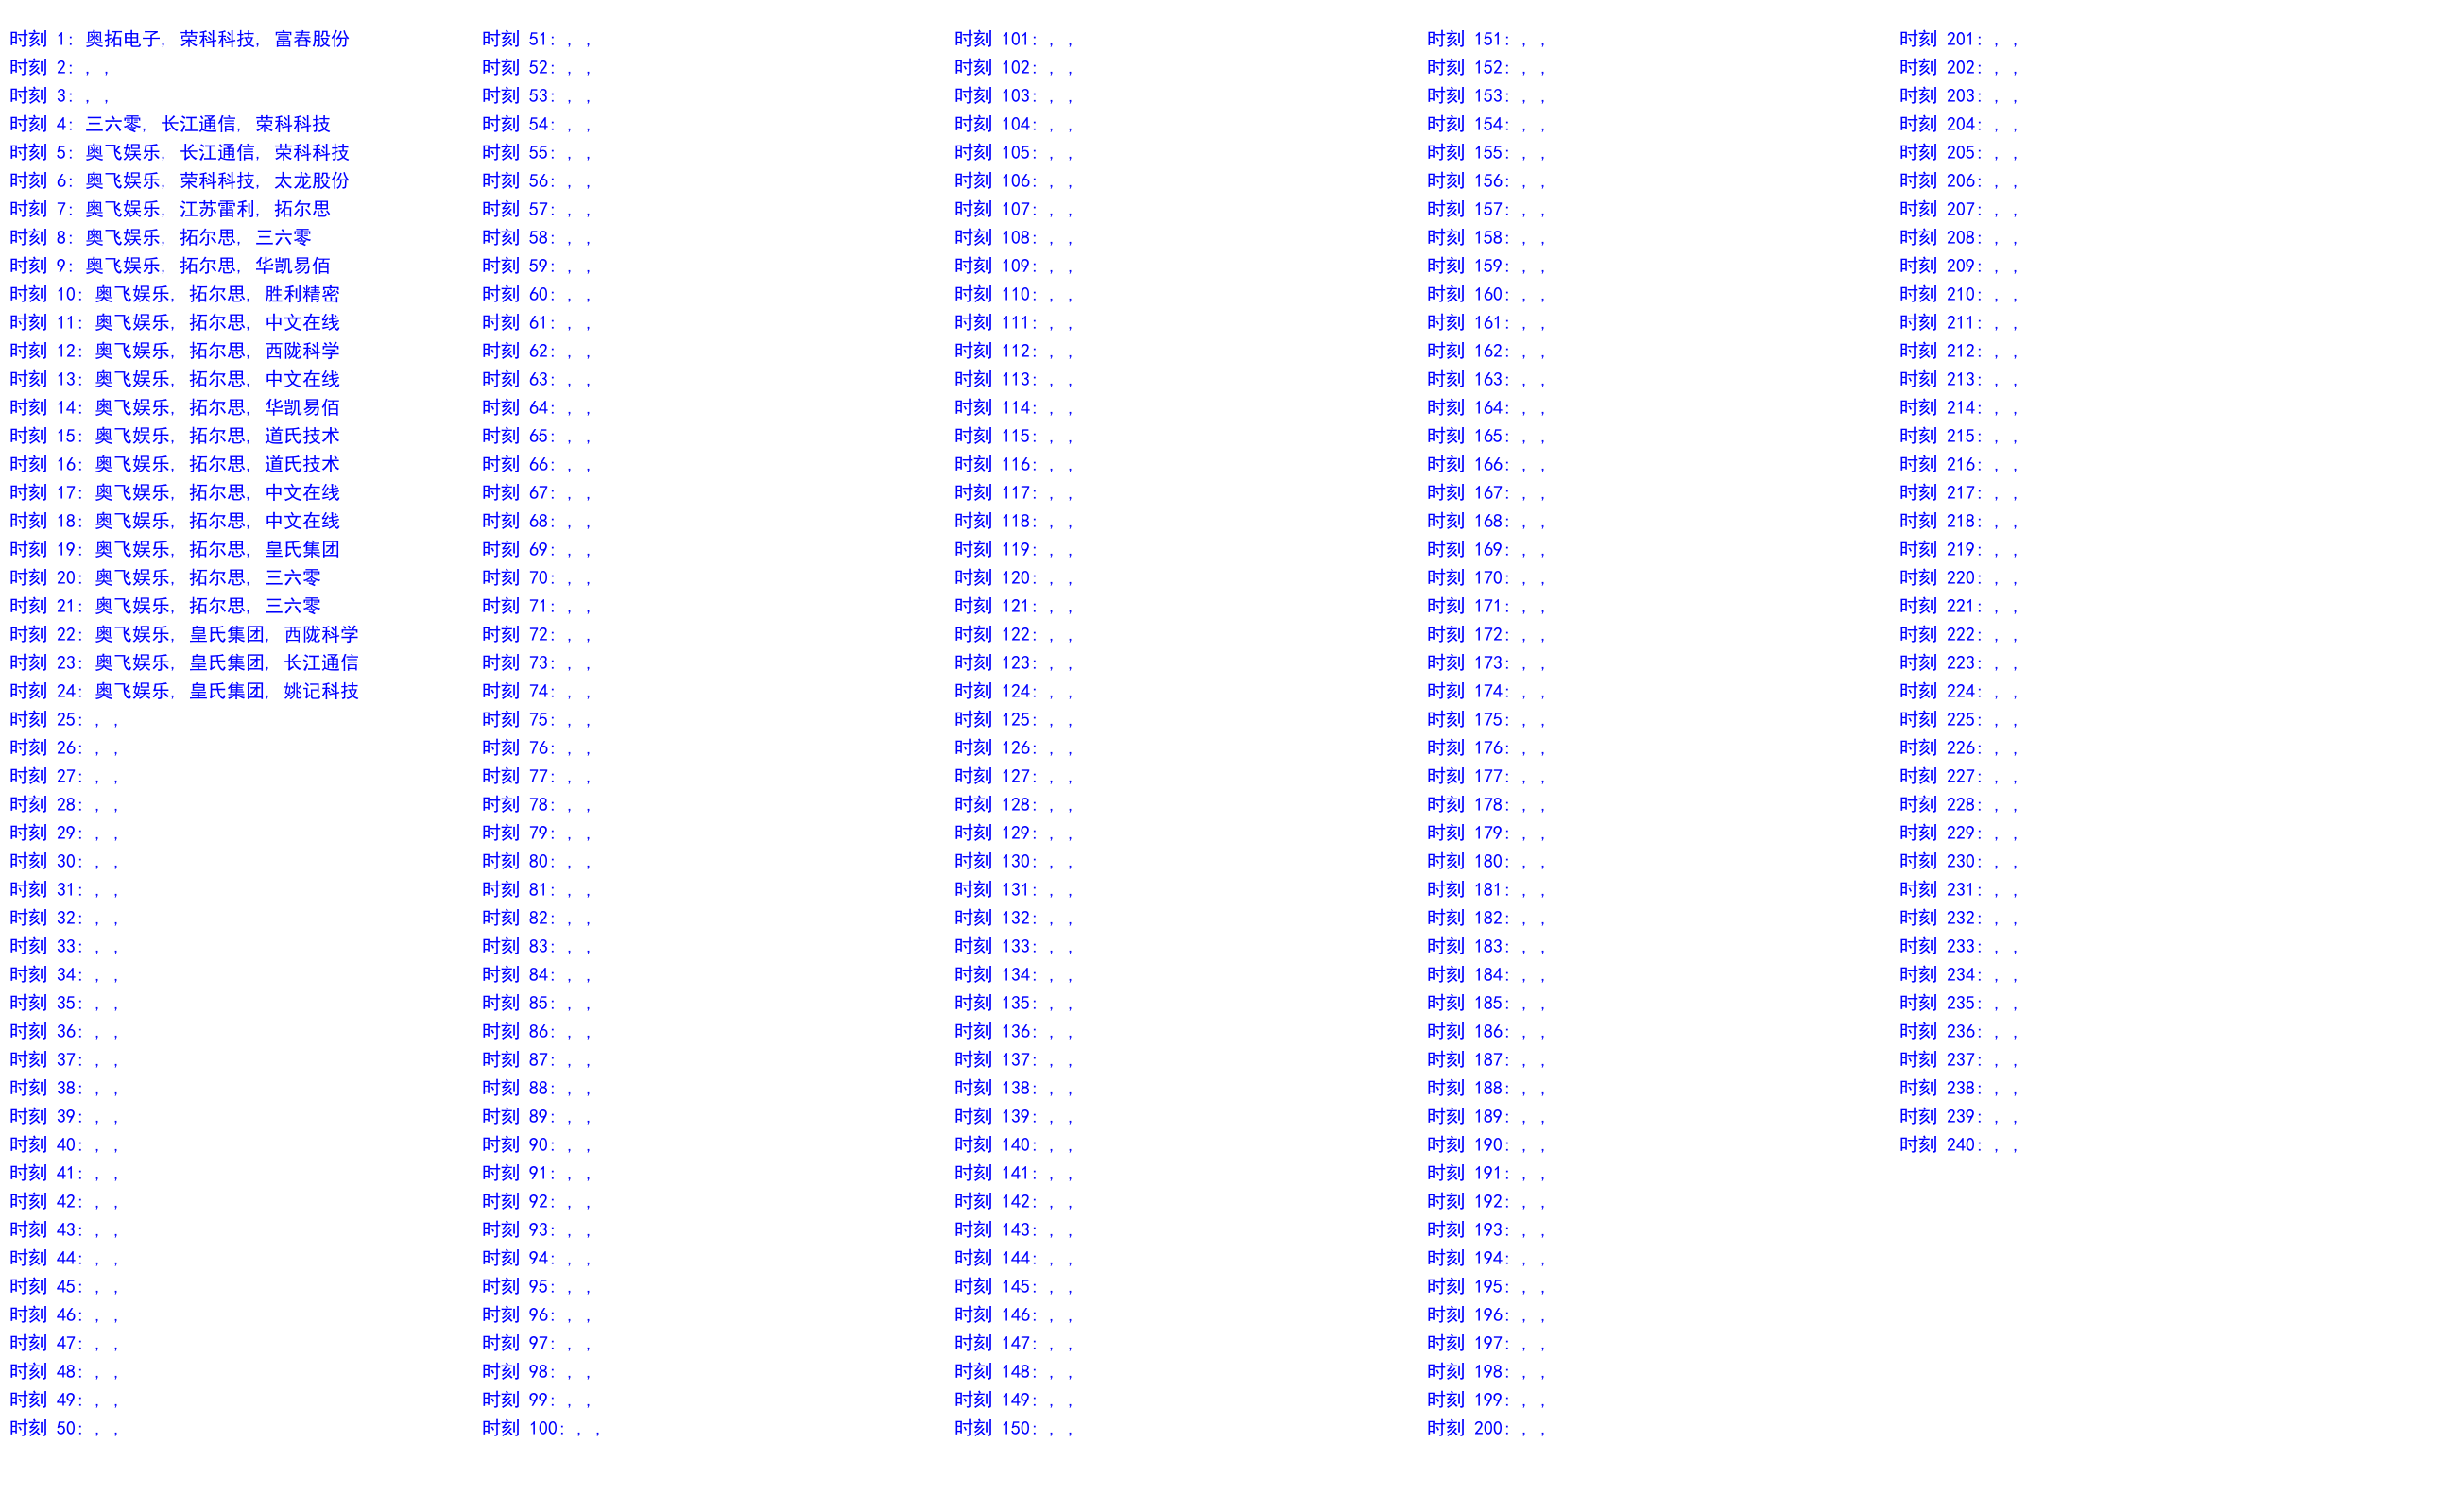 时刻 1: 奥拓电子, 荣科科技, 富春股份
时刻 2: , ,
时刻 3: , ,
时刻 4: 三六零, 长江通信, 荣科科技
时刻 5: 奥飞娱乐, 长江通信, 荣科科技
时刻 6: 奥飞娱乐, 荣科科技, 太龙股份
时刻 7: 奥飞娱乐, 江苏雷利, 拓尔思
时刻 8: 奥飞娱乐, 拓尔思, 三六零
时刻 9: 奥飞娱乐, 拓尔思, 华凯易佰
时刻 10: 奥飞娱乐, 拓尔思, 胜利精密
时刻 11: 奥飞娱乐, 拓尔思, 中文在线
时刻 12: 奥飞娱乐, 拓尔思, 西陇科学
时刻 13: 奥飞娱乐, 拓尔思, 中文在线
时刻 14: 奥飞娱乐, 拓尔思, 华凯易佰
时刻 15: 奥飞娱乐, 拓尔思, 道氏技术
时刻 16: 奥飞娱乐, 拓尔思, 道氏技术
时刻 17: 奥飞娱乐, 拓尔思, 中文在线
时刻 18: 奥飞娱乐, 拓尔思, 中文在线
时刻 19: 奥飞娱乐, 拓尔思, 皇氏集团
时刻 20: 奥飞娱乐, 拓尔思, 三六零
时刻 21: 奥飞娱乐, 拓尔思, 三六零
时刻 22: 奥飞娱乐, 皇氏集团, 西陇科学
时刻 23: 奥飞娱乐, 皇氏集团, 长江通信
时刻 24: 奥飞娱乐, 皇氏集团, 姚记科技
时刻 25: , ,
时刻 26: , ,
时刻 27: , ,
时刻 28: , ,
时刻 29: , ,
时刻 30: , ,
时刻 31: , ,
时刻 32: , ,
时刻 33: , ,
时刻 34: , ,
时刻 35: , ,
时刻 36: , ,
时刻 37: , ,
时刻 38: , ,
时刻 39: , ,
时刻 40: , ,
时刻 41: , ,
时刻 42: , ,
时刻 43: , ,
时刻 44: , ,
时刻 45: , ,
时刻 46: , ,
时刻 47: , ,
时刻 48: , ,
时刻 49: , ,
时刻 50: , ,
时刻 51: , ,
时刻 52: , ,
时刻 53: , ,
时刻 54: , ,
时刻 55: , ,
时刻 56: , ,
时刻 57: , ,
时刻 58: , ,
时刻 59: , ,
时刻 60: , ,
时刻 61: , ,
时刻 62: , ,
时刻 63: , ,
时刻 64: , ,
时刻 65: , ,
时刻 66: , ,
时刻 67: , ,
时刻 68: , ,
时刻 69: , ,
时刻 70: , ,
时刻 71: , ,
时刻 72: , ,
时刻 73: , ,
时刻 74: , ,
时刻 75: , ,
时刻 76: , ,
时刻 77: , ,
时刻 78: , ,
时刻 79: , ,
时刻 80: , ,
时刻 81: , ,
时刻 82: , ,
时刻 83: , ,
时刻 84: , ,
时刻 85: , ,
时刻 86: , ,
时刻 87: , ,
时刻 88: , ,
时刻 89: , ,
时刻 90: , ,
时刻 91: , ,
时刻 92: , ,
时刻 93: , ,
时刻 94: , ,
时刻 95: , ,
时刻 96: , ,
时刻 97: , ,
时刻 98: , ,
时刻 99: , ,
时刻 100: , ,
时刻 101: , ,
时刻 102: , ,
时刻 103: , ,
时刻 104: , ,
时刻 105: , ,
时刻 106: , ,
时刻 107: , ,
时刻 108: , ,
时刻 109: , ,
时刻 110: , ,
时刻 111: , ,
时刻 112: , ,
时刻 113: , ,
时刻 114: , ,
时刻 115: , ,
时刻 116: , ,
时刻 117: , ,
时刻 118: , ,
时刻 119: , ,
时刻 120: , ,
时刻 121: , ,
时刻 122: , ,
时刻 123: , ,
时刻 124: , ,
时刻 125: , ,
时刻 126: , ,
时刻 127: , ,
时刻 128: , ,
时刻 129: , ,
时刻 130: , ,
时刻 131: , ,
时刻 132: , ,
时刻 133: , ,
时刻 134: , ,
时刻 135: , ,
时刻 136: , ,
时刻 137: , ,
时刻 138: , ,
时刻 139: , ,
时刻 140: , ,
时刻 141: , ,
时刻 142: , ,
时刻 143: , ,
时刻 144: , ,
时刻 145: , ,
时刻 146: , ,
时刻 147: , ,
时刻 148: , ,
时刻 149: , ,
时刻 150: , ,
时刻 151: , ,
时刻 152: , ,
时刻 153: , ,
时刻 154: , ,
时刻 155: , ,
时刻 156: , ,
时刻 157: , ,
时刻 158: , ,
时刻 159: , ,
时刻 160: , ,
时刻 161: , ,
时刻 162: , ,
时刻 163: , ,
时刻 164: , ,
时刻 165: , ,
时刻 166: , ,
时刻 167: , ,
时刻 168: , ,
时刻 169: , ,
时刻 170: , ,
时刻 171: , ,
时刻 172: , ,
时刻 173: , ,
时刻 174: , ,
时刻 175: , ,
时刻 176: , ,
时刻 177: , ,
时刻 178: , ,
时刻 179: , ,
时刻 180: , ,
时刻 181: , ,
时刻 182: , ,
时刻 183: , ,
时刻 184: , ,
时刻 185: , ,
时刻 186: , ,
时刻 187: , ,
时刻 188: , ,
时刻 189: , ,
时刻 190: , ,
时刻 191: , ,
时刻 192: , ,
时刻 193: , ,
时刻 194: , ,
时刻 195: , ,
时刻 196: , ,
时刻 197: , ,
时刻 198: , ,
时刻 199: , ,
时刻 200: , ,
时刻 201: , ,
时刻 202: , ,
时刻 203: , ,
时刻 204: , ,
时刻 205: , ,
时刻 206: , ,
时刻 207: , ,
时刻 208: , ,
时刻 209: , ,
时刻 210: , ,
时刻 211: , ,
时刻 212: , ,
时刻 213: , ,
时刻 214: , ,
时刻 215: , ,
时刻 216: , ,
时刻 217: , ,
时刻 218: , ,
时刻 219: , ,
时刻 220: , ,
时刻 221: , ,
时刻 222: , ,
时刻 223: , ,
时刻 224: , ,
时刻 225: , ,
时刻 226: , ,
时刻 227: , ,
时刻 228: , ,
时刻 229: , ,
时刻 230: , ,
时刻 231: , ,
时刻 232: , ,
时刻 233: , ,
时刻 234: , ,
时刻 235: , ,
时刻 236: , ,
时刻 237: , ,
时刻 238: , ,
时刻 239: , ,
时刻 240: , ,